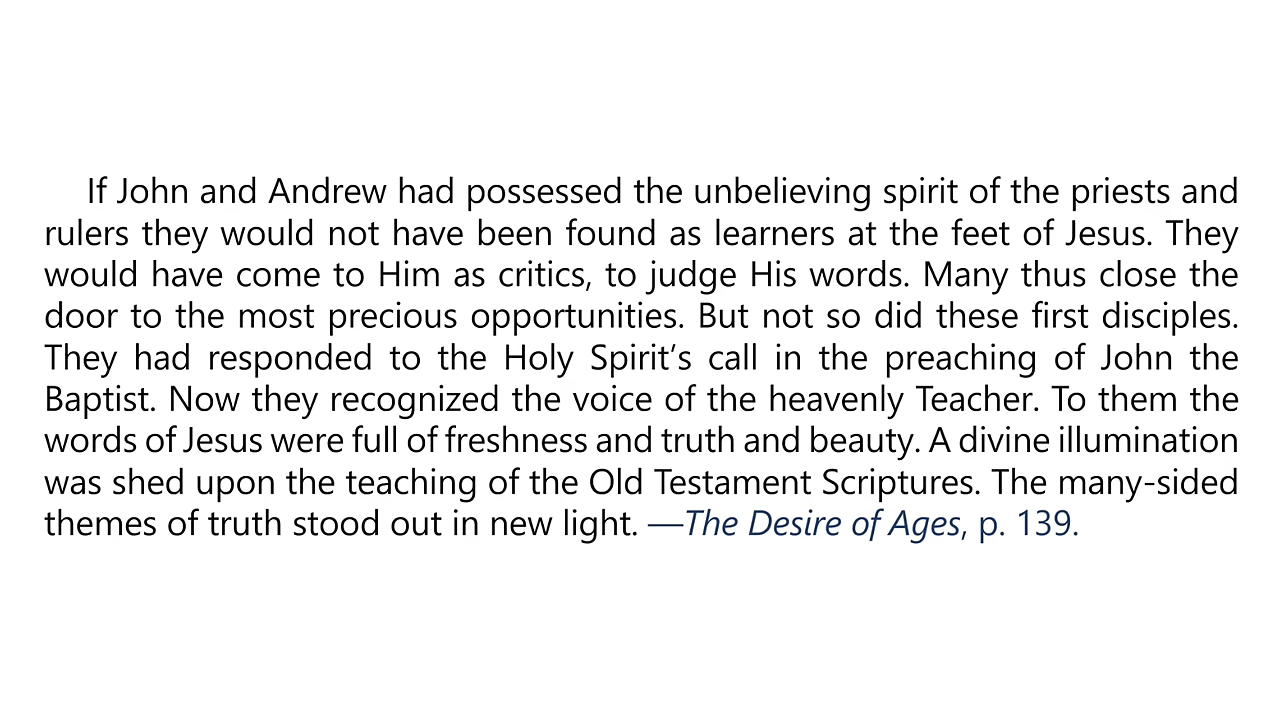 If John and Andrew had possessed the unbelieving spirit of the priests and
rulers they would not have been found as learners at the feet of Jesus. They
would have come to Him as critics, to judge His words. Many thus close the
door to the most precious opportunities. But not so did these first disciples.
They had responded to the Holy Spirit’s call in the preaching of John the
Baptist. Now they recognized the voice of the heavenly Teacher. To them the
words of Jesus were full of freshness and truth and beauty. A divine illumination
was shed upon the teaching of the Old Testament Scriptures. The many-sided
themes of truth stood out in new light. —The Desire of Ages, p. 139.